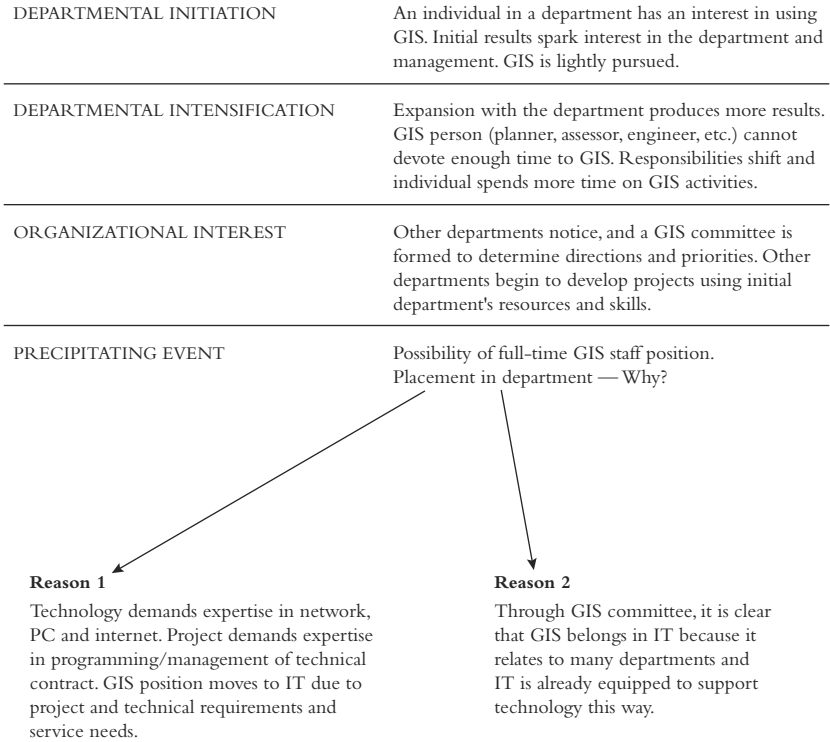 DEPARTMENTAL INITIATION
An individual in a department has an interest in using
GIS. Initial results spark interest in the department and
management. GIS is lightly pursued.
DEPARTMENTAL INTENSIFICATION
Expansion with the department produces more results.
GIS person (planner, assessor, engineer, etc.) cannot
devote enough time to GIS. Responsibilities shift and
individual spends more time on GIS activities.
ORGANIZATIONAL INTEREST
Other departments notice, and a GIS committee is
formed to determine directions and priorities. Other
departments begin to develop projects using initial
department's resources and skills.
PRECIPITATING EVENT
Possibility of full-time GIS staff position.
Placement in department — Why?
Reason 1
Technology demands expertise in network,
PC and internet. Project demands expertise
in programming/management of technical
contract. GIS position moves to IT due to
project and technical requirements and
service needs.
Reason 2
Through GIS committee, it is clear
that GIS belongs in IT because it
relates to many departments and
IT is already equipped to support
technology this way.